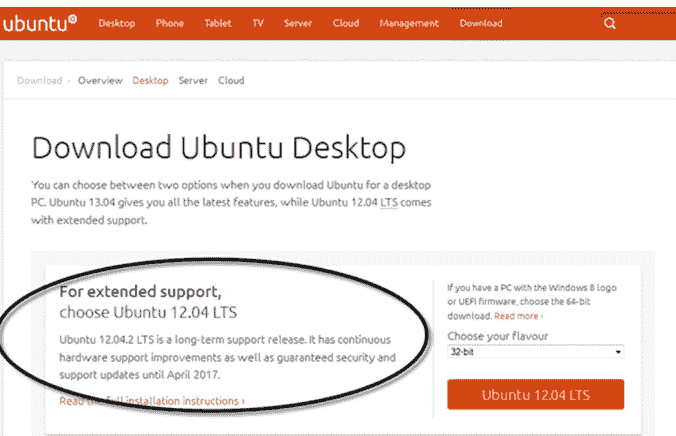 ubuntu® Desktop Phone Tablet TV Server Cloud Management Download
Download › Overview Desktop Server Cloud
Download Ubuntu Desktop
You can choose between two options when you download Ubuntu for a desktop
PC. Ubuntu 13.04 gives you all the latest features, while Ubuntu 12.04 LTS comes
with extended support.
For extended support,
choose Ubuntu 12.04 LTS
Ubuntu 12.04.2 LTS is a long-term support release. It has continuous
hardware support improvements as well as guaranteed security and
support updates until April 2017.
Read the full installation instructions ›
If you have a PC with the Windows 8 logo
or UEFI firmware, choose the 64-bit
download. Read more ›
Choose your flavour
32-bit
Ubuntu 12.04 LTS